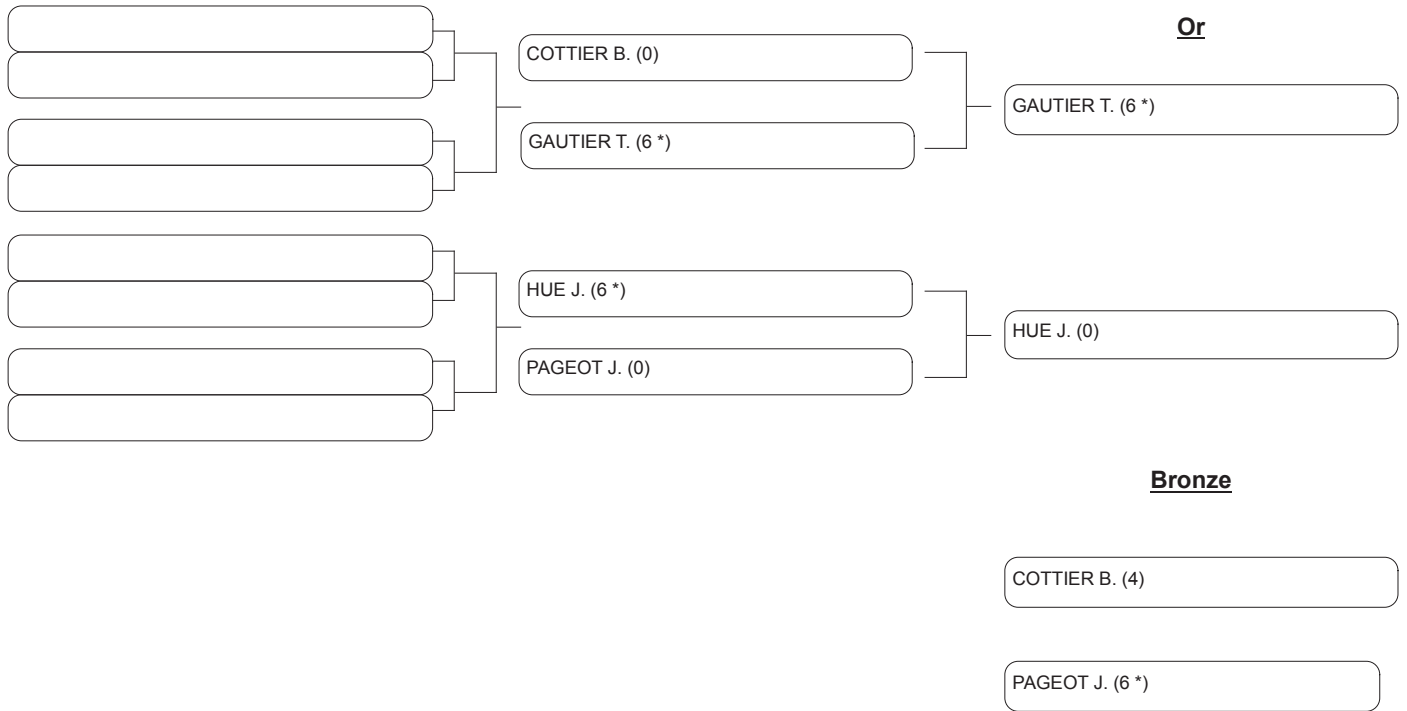 Or
COTTIER B. (0)
GAUTIER T. (6 *)
GAUTIER T. (6 *)
HUE J. (6 *)
PAGEOT J. (0)
HUE J. (0)
Bronze
COTTIER B. (4)
PAGEOT J. (6 *)